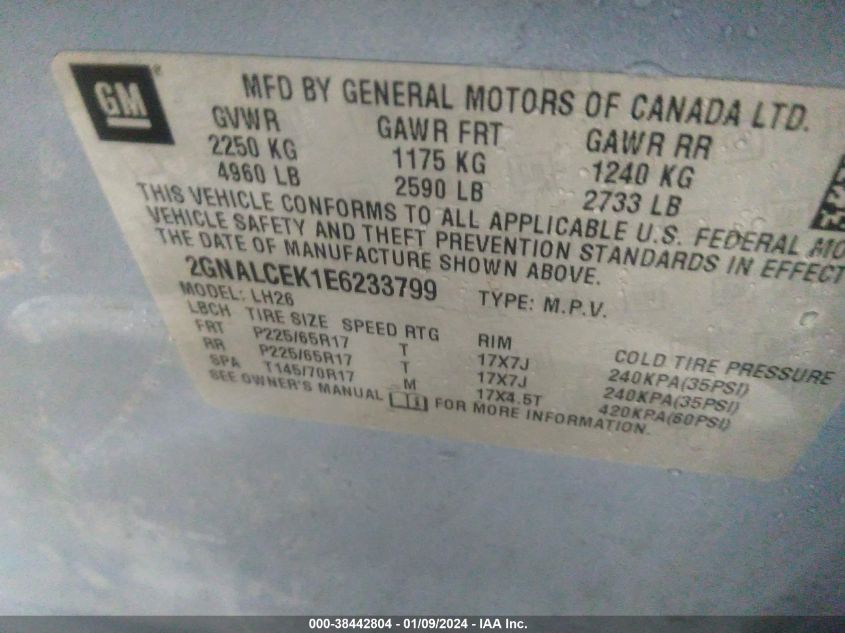 GM®
MFD BY GENERAL MOTORS OF CANADA LTD.
GVWR GAWR FRT GAWR RR
2250 KG 1175 KG 1240 KG
4960 LB 2590 LB 2733 LB
THIS VEHICLE CONFORMS TO ALL APPLICABLE U.S. FEDERAL MO
VEHICLE SAFETY AND THEFT PREVENTION STANDARDS IN EFFECT
THE DATE OF MANUFACTURE SHOWN ABOVE.
2GNALCEK1E6233799 TYPE: M.P.V.
MODEL: LH26
LBCH TIRE SIZE SPEED RTG RIM COLD TIRE PRESSURE
FRT P225/65R17 T 17X7J 240KPA(35PSI)
RR P225/65R17 T 17X7J 240KPA(35PSI)
SPA T145/70R17 M 17X4.5T 420KPA(60PSI)
SEE OWNER'S MANUAL FOR MORE INFORMATION.
000-38442804 - 01/09/2024 - IAA Inc.